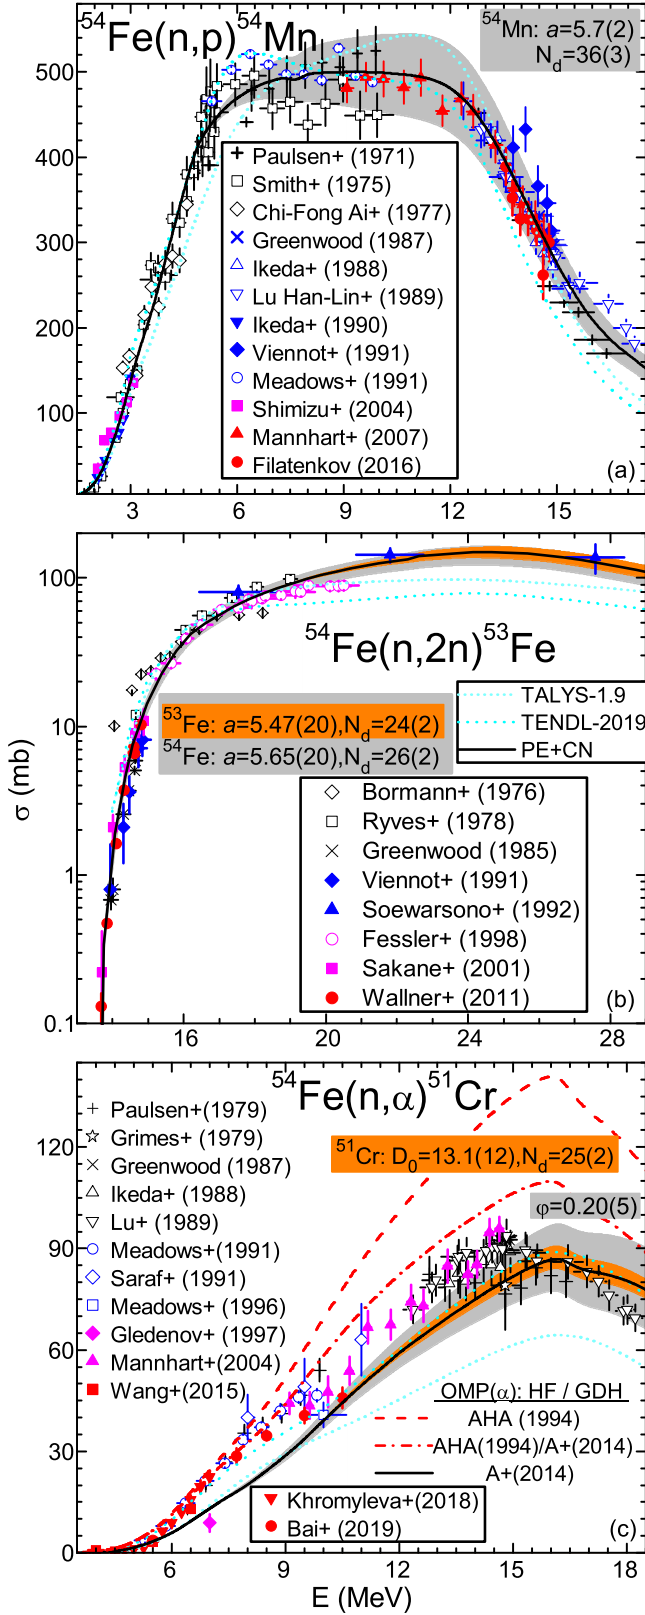 ⁵⁴Fe(n,p)⁵⁴Mn
⁵⁴Mn: a=5.7(2)
N_d=36(3)
500
400
300
200
100
Paulsen+ (1971)
Smith+ (1975)
Chi-Fong Ai+ (1977)
Greenwood (1987)
Ikeda+ (1988)
Lu Han-Lin+ (1989)
Ikeda+ (1990)
Viennot+ (1991)
Meadows+ (1991)
Shimizu+ (2004)
Mannhart+ (2007)
Filatenkov (2016)
(a)
3 6 9 12 15
⁵⁴Fe(n,2n)⁵³Fe
100
10
1
0.1
σ (mb)
TALYS-1.9
TENDL-2019
PE+CN
⁵³Fe: a=5.47(20),N_d=24(2)
⁵⁴Fe: a=5.65(20),N_d=26(2)
Bormann+ (1976)
Ryves+ (1978)
Greenwood (1985)
Viennot+ (1991)
Soewarsono+ (1992)
Fessler+ (1998)
Sakane+ (2001)
Wallner+ (2011)
(b)
16 20 24 28
⁵⁴Fe(n,α)⁵¹Cr
120
90
60
30
0
Paulsen+(1979)
Grimes+ (1979)
Greenwood (1987)
Ikeda+ (1988)
Lu+ (1989)
Meadows+(1991)
Saraf+ (1991)
Meadows+ (1996)
Gledenov+ (1997)
Mannhart+(2004)
Wang+(2015)
⁵¹Cr: D₀=13.1(12),N_d=25(2)
φ=0.20(5)
OMP(α): HF / GDH
AHA (1994)
AHA(1994)/A+(2014)
A+(2014)
Khromyleva+(2018)
Bai+ (2019)
(c)
6 9 12 15 18
E (MeV)